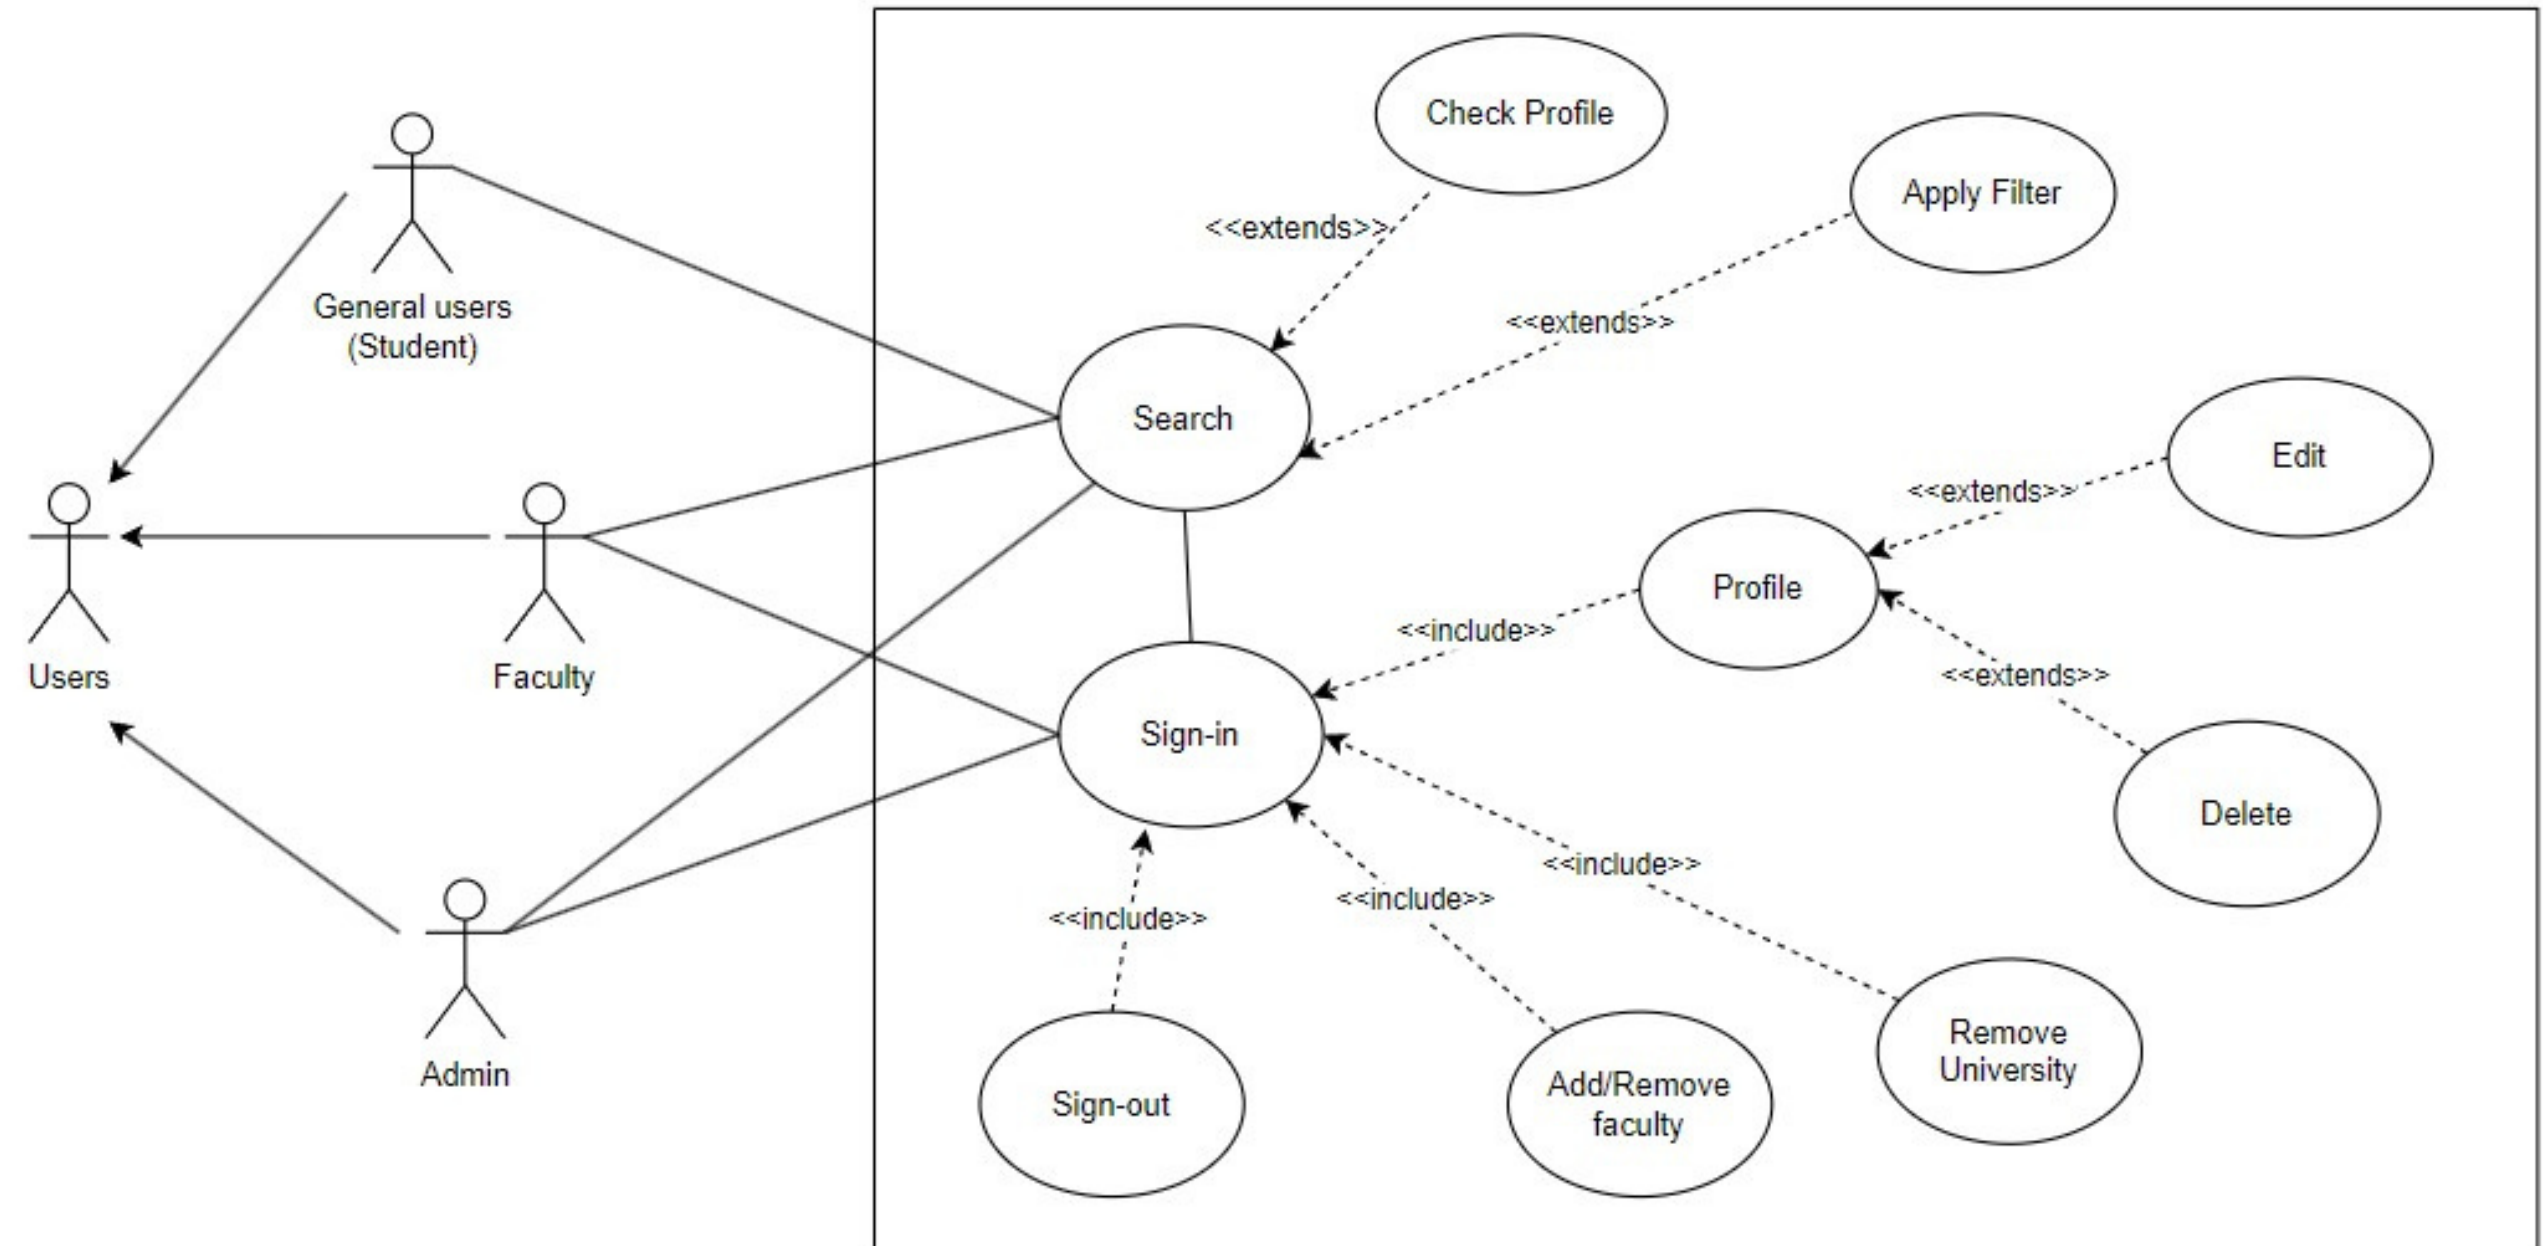 Check Profile
Apply Filter
<<extends>>
General users
(Student)
<<extends>>
Search
Edit
<<extends>>
Profile
<<include>>
Users
Faculty
<<extends>>
Sign-in
Delete
<<include>>
<<include>>
<<include>>
Admin
Remove
University
Sign-out
Add/Remove
faculty